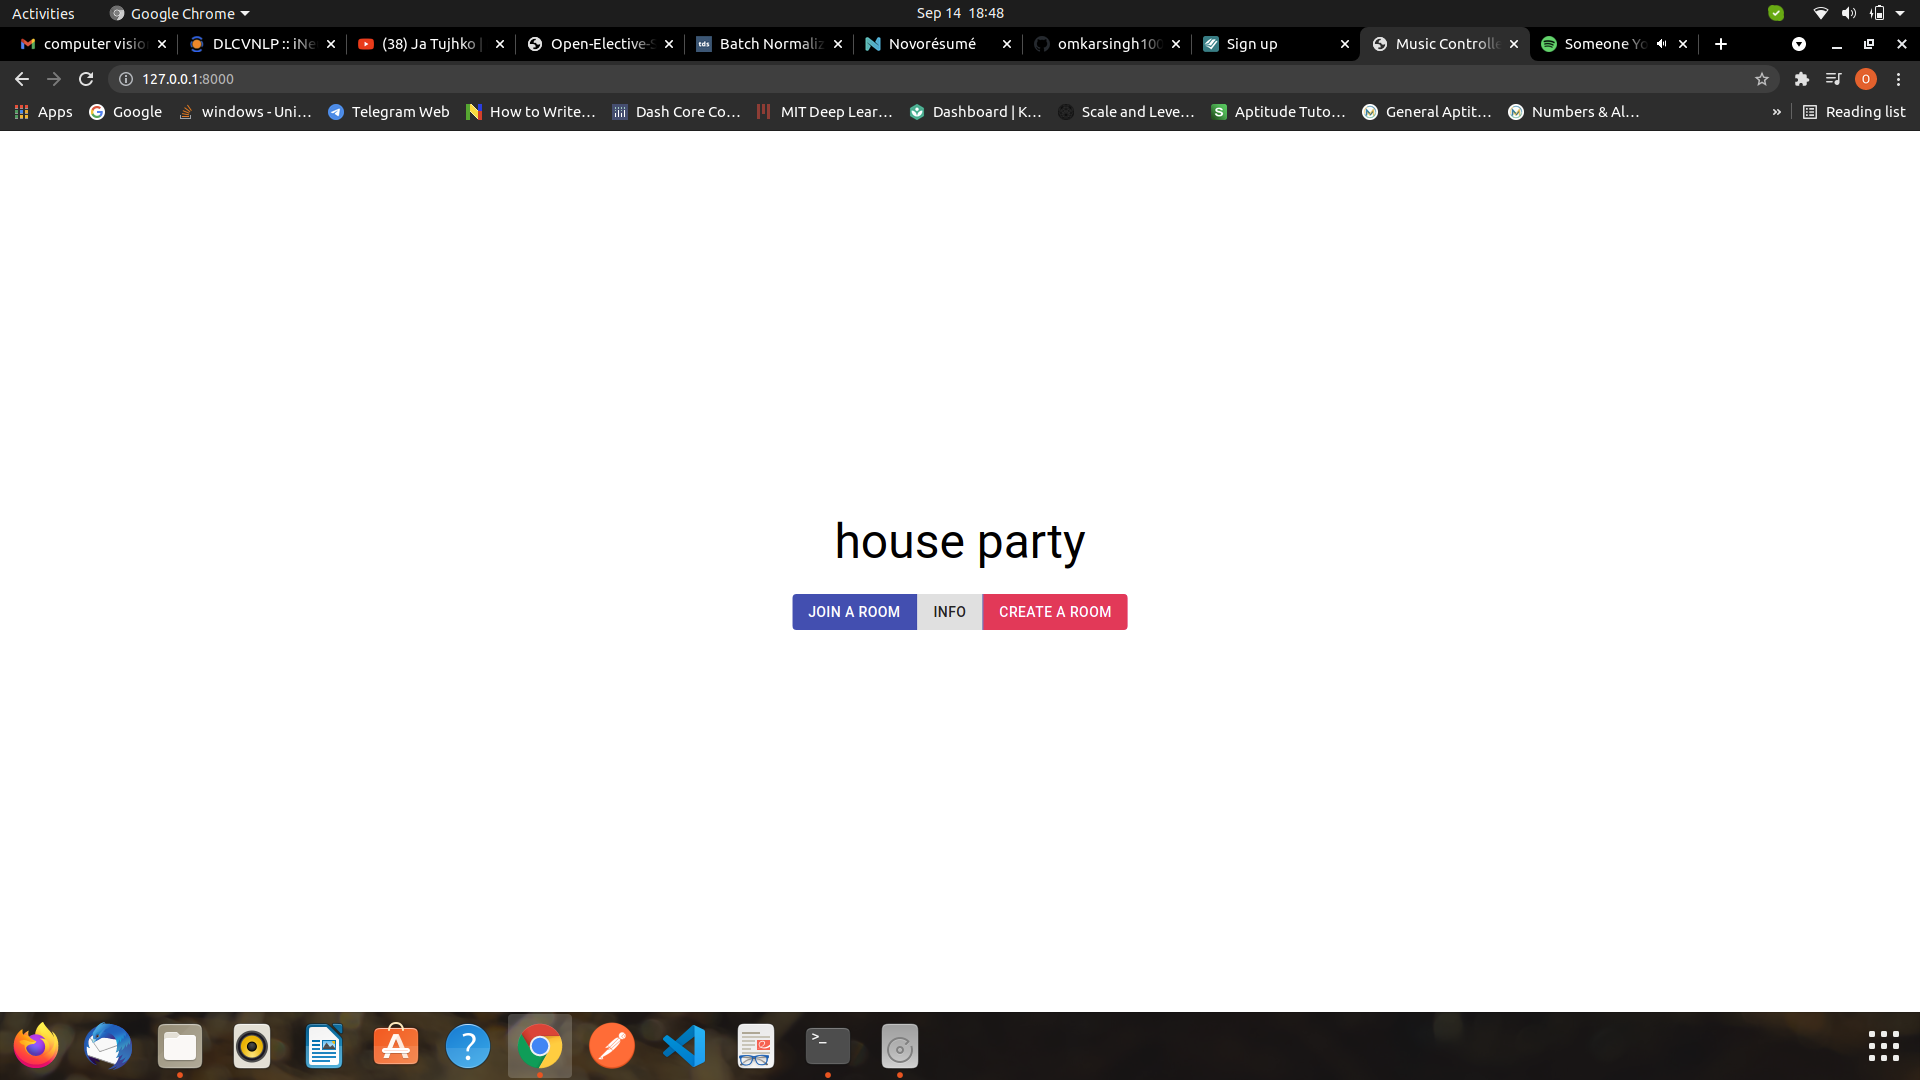 Activities Google Chrome Sep 14 18:48
computer visio DLCVNLP :: iNe (38) Ja Tujhko | Open-Elective-S Batch Normaliz Novorésumé omkarsingh100 Sign up Music Controlle Someone Yo
127.0.0.1:8000 O
Apps Google windows - Uni... Telegram Web How to Write... Dash Core Co... MIT Deep Lear... Dashboard | K... Scale and Leve... Aptitude Tuto... General Aptit... Numbers & Al... » Reading list
house party
JOIN A ROOM INFO CREATE A ROOM